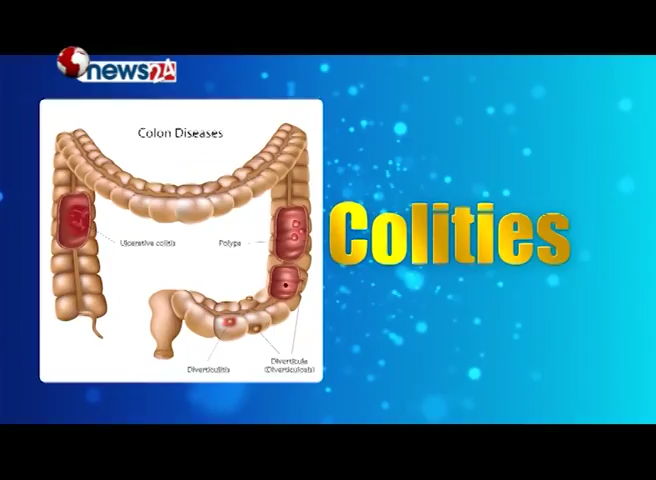 news24
Colon Diseases
Ulcerative colitis
Polyps
Colities
Diverticulitis
Diverticula
(Diverticulosis)